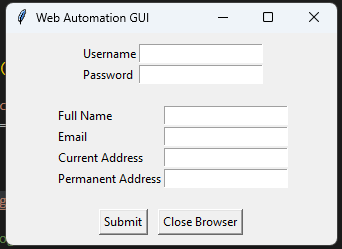 Web Automation GUI
Username
Password
Full Name
Email
Current Address
Permanent Address
Submit Close Browser